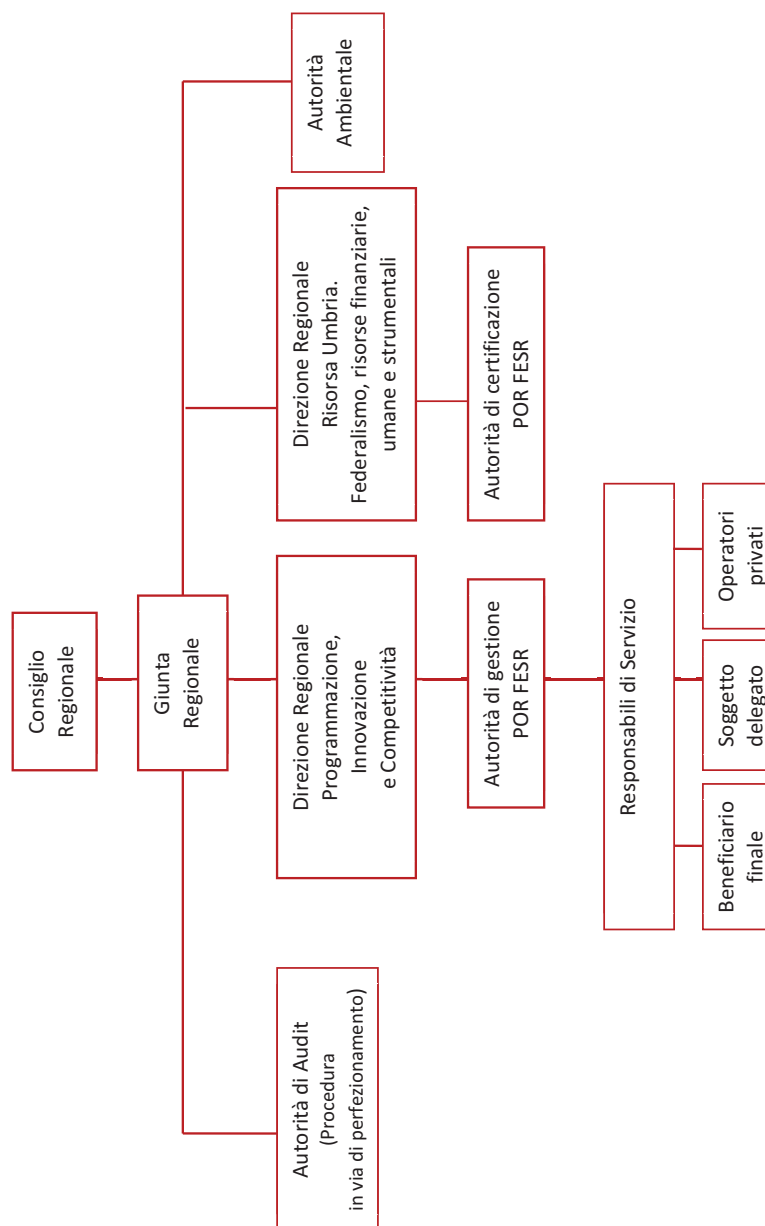 Consiglio
Regionale
Giunta
Regionale
Autorità di Audit
(Procedura
in via di perfezionamento)
Direzione Regionale
Programmazione,
Innovazione
e Competitività
Direzione Regionale
Risorsa Umbria.
Federalismo, risorse finanziarie,
umane e strumentali
Autorità
Ambientale
Autorità di gestione
POR FESR
Autorità di certificazione
POR FESR
Responsabili di Servizio
Beneficiario
finale
Soggetto
delegato
Operatori
privati